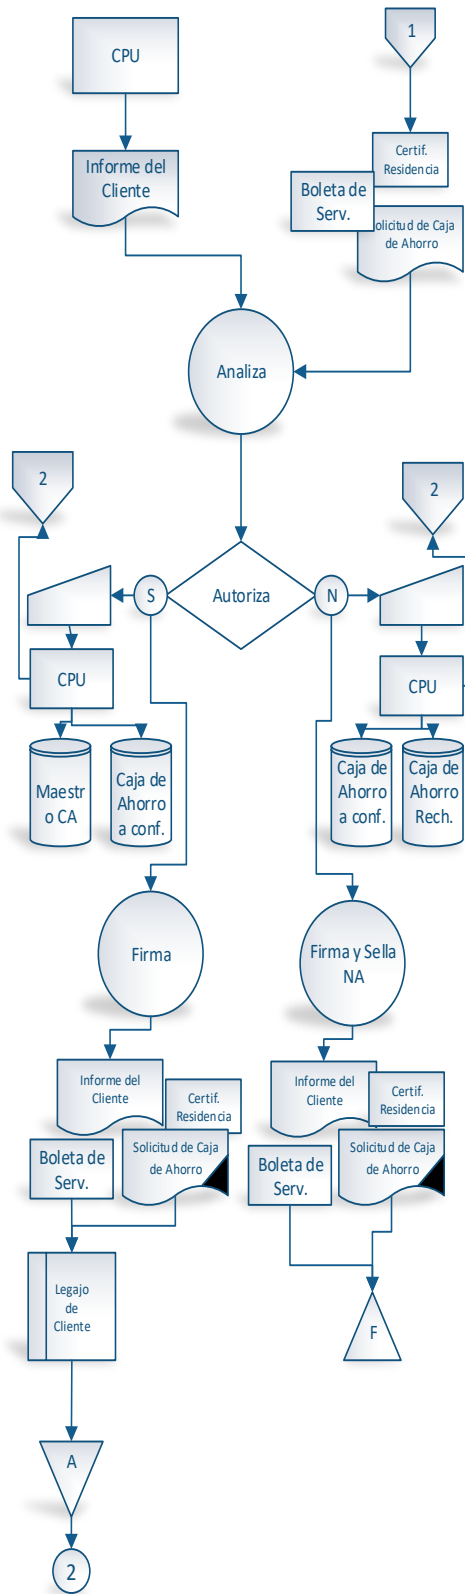 CPU
1
Informe del
Cliente
Certif.
Residencia
Boleta de
Serv.
olicitud de Caja
de Ahorro
Analiza
2
2
S
Autoriza
N
CPU
CPU
Maestr
o CA
Caja de
Ahorro
a conf.
Caja de
Ahorro
a conf.
Caja de
Ahorro
Rech.
Firma
Firma y Sella
NA
Informe del
Cliente
Certif.
Residencia
Boleta de
Serv.
Solicitud de Caja
de Ahorro
Informe del
Cliente
Certif.
Residencia
Boleta de
Serv.
Solicitud de Caja
de Ahorro
Legajo
de
Cliente
F
A
2